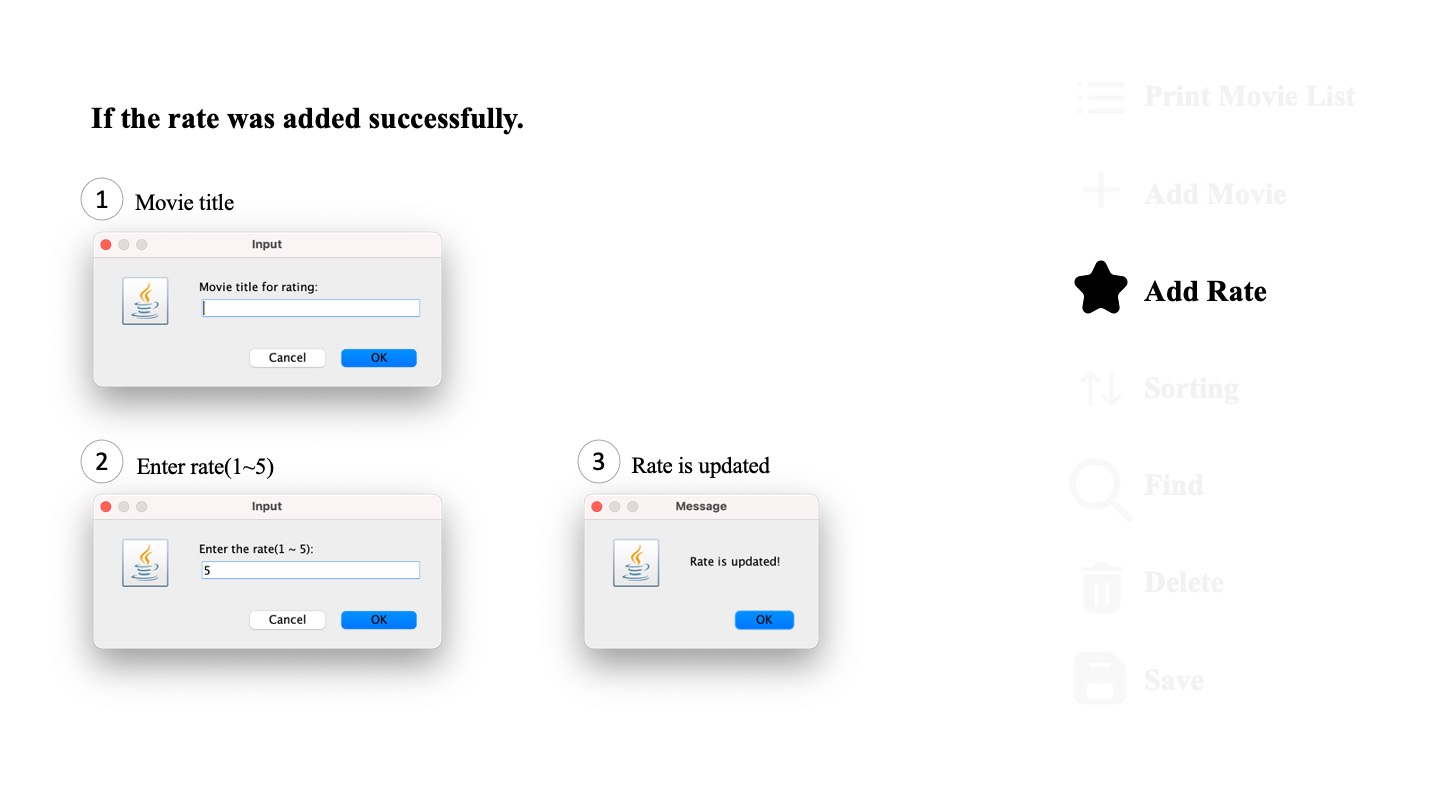 If the rate was added successfully.
1 Movie title
Input
Movie title for rating:
Cancel OK
2 Enter rate(1~5)
Input
Enter the rate(1 ~ 5):
5
Cancel OK
3 Rate is updated
Message
Rate is updated!
OK
Print Movie List
Add Movie
Add Rate
Sorting
Find
Delete
Save